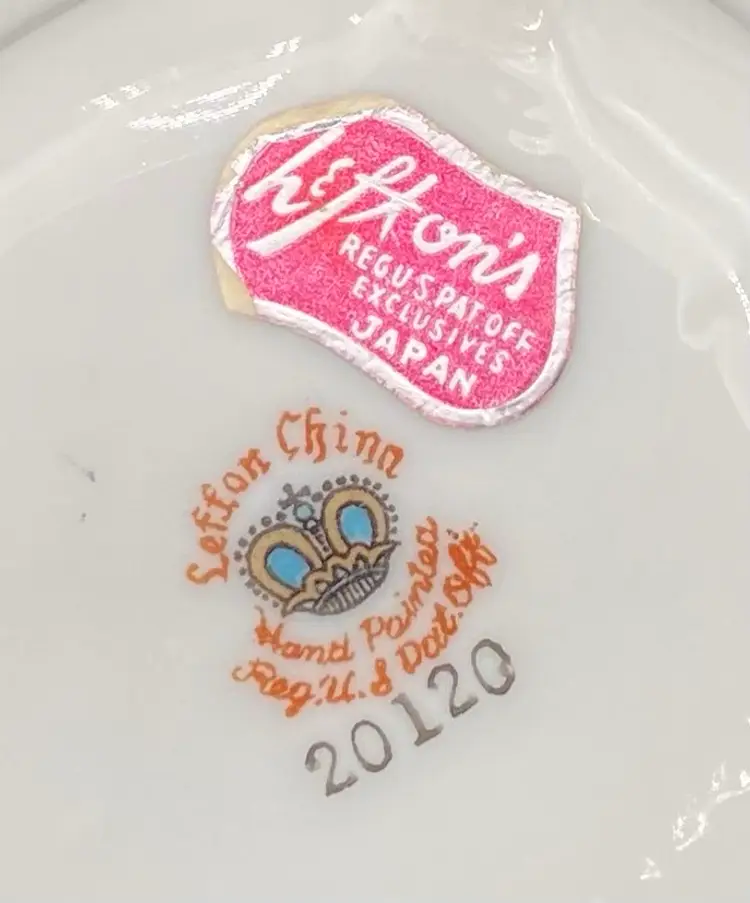 Lefton's
REG.U.S.PAT.OFF
EXCLUSIVES
JAPAN
Lefton China
Hand Painted
Reg. U.S Pat. Off.
20120